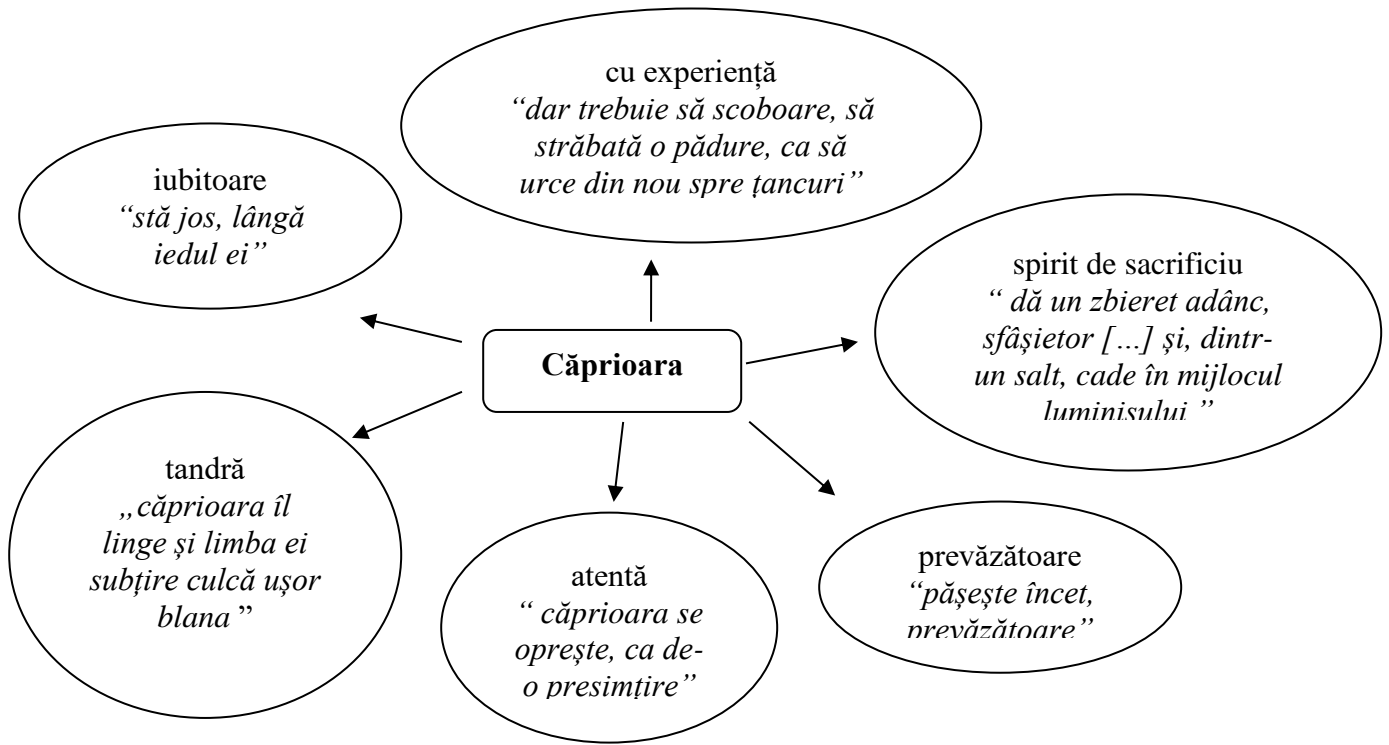 cu experiență
“dar trebuie să scoboare, să
străbată o pădure, ca să
urce din nou spre țancuri”
iubitoare
“stă jos, lângă
iedul ei”
spirit de sacrificiu
“ dă un zbieret adânc,
sfâșietor [...] și, dintr-
un salt, cade în mijlocul
luminișului ”
Căprioara
tandră
„căprioara îl
linge și limba ei
subțire culcă ușor
blana ”
atentă
“ căprioara se
oprește, ca de-
o presimțire”
prevăzătoare
“pășește încet,
prevăzătoare”